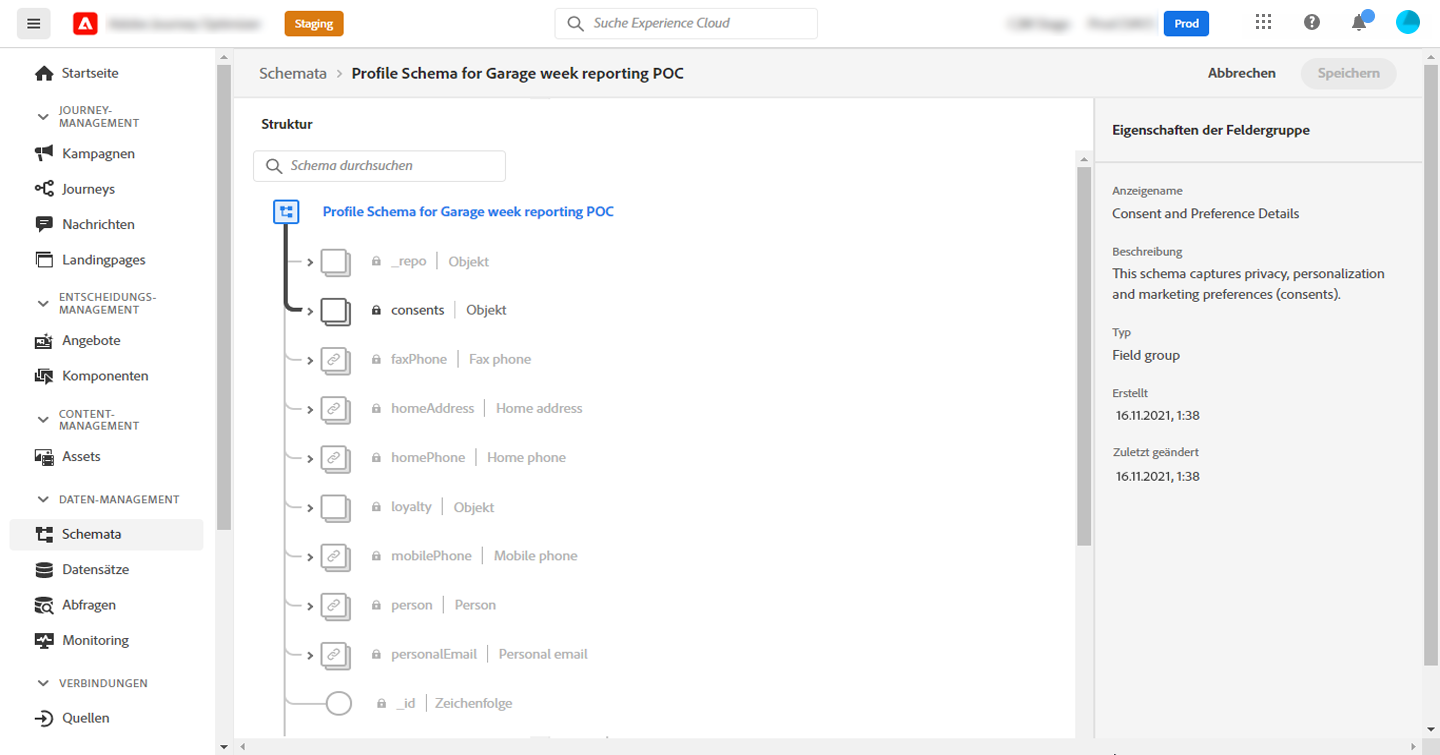 Staging
Suche Experience Cloud
Prod
Startseite
JOURNEY-
MANAGEMENT
Kampagnen
Journeys
Nachrichten
Landingpages
ENTSCHEIDUNGS-
MANAGEMENT
Angebote
Komponenten
CONTENT-
MANAGEMENT
Assets
DATEN-MANAGEMENT
Schemata
Datensätze
Abfragen
Monitoring
VERBINDUNGEN
Quellen
Schemata > Profile Schema for Garage week reporting POC
Abbrechen
Speichern
Struktur
Schema durchsuchen
Profile Schema for Garage week reporting POC
_repo | Objekt
consents | Objekt
faxPhone | Fax phone
homeAddress | Home address
homePhone | Home phone
loyalty | Objekt
mobilePhone | Mobile phone
person | Person
personalEmail | Personal email
_id | Zeichenfolge
Eigenschaften der Feldergruppe
Anzeigename
Consent and Preference Details
Beschreibung
This schema captures privacy, personalization
and marketing preferences (consents).
Typ
Field group
Erstellt
16.11.2021, 1:38
Zuletzt geändert
16.11.2021, 1:38